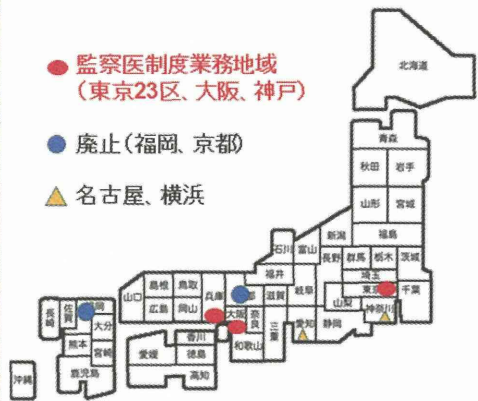 監察医制度業務地域
（東京23区、大阪、神戸）
廃止（福岡、京都）
名古屋、横浜
北海道
青森
秋田
岩手
山形
宮城
福島
新潟
石川
富山
長野
群馬
栃木
茨城
福井
岐阜
埼玉
山梨
東京
千葉
神奈川
山口
島根
鳥取
兵庫
都
滋賀
広島
岡山
大阪
奈良
三重
愛知
静岡
和歌山
長崎
佐賀
岡
大分
熊本
宮崎
鹿児島
愛媛
香川
徳島
高知
沖縄